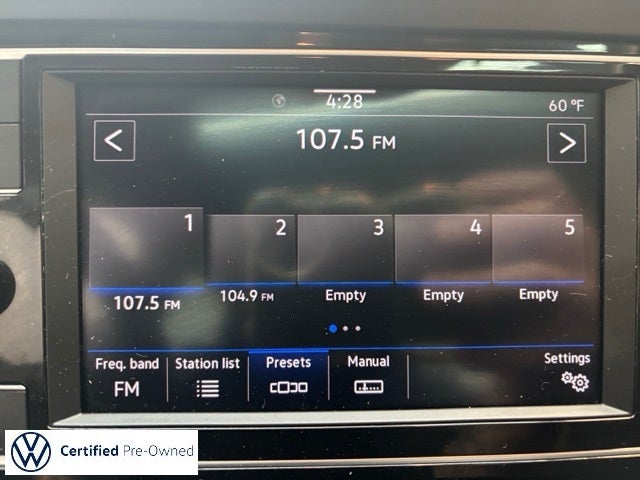 4:28
60 °F
< 107.5 FM >
1 2 3 4 5
107.5 FM 104.9 FM Empty Empty Empty
Freq. band Station list Presets Manual Settings
FM
Certified Pre-Owned